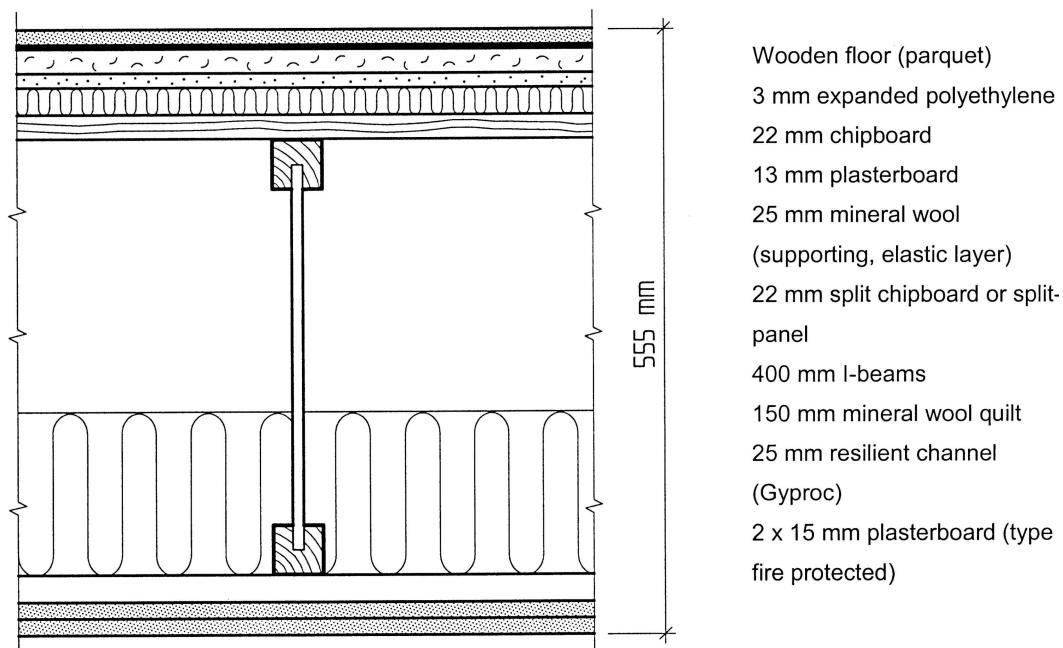 555 mm
Wooden floor (parquet)
3 mm expanded polyethylene
22 mm chipboard
13 mm plasterboard
25 mm mineral wool
(supporting, elastic layer)
22 mm split chipboard or split-
panel
400 mm I-beams
150 mm mineral wool quilt
25 mm resilient channel
(Gyproc)
2 x 15 mm plasterboard (type
fire protected)